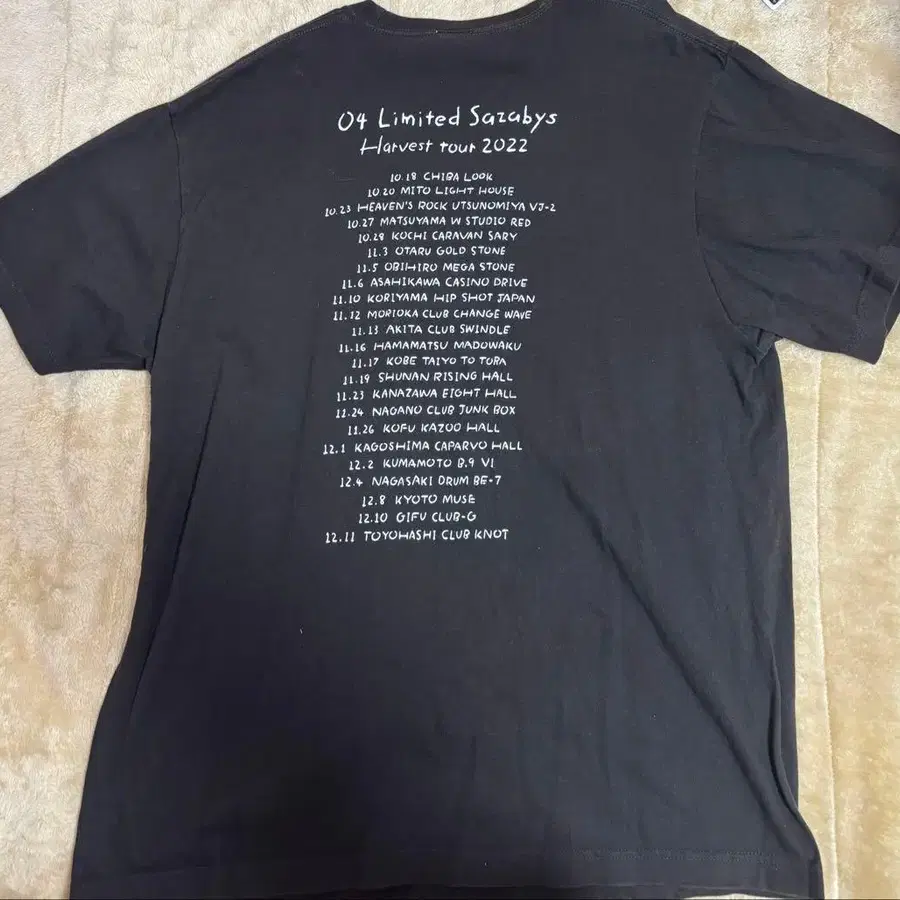 04 Limited Sazabys
Harvest tour 2022
10.18 CHIBA LOOK
10.20 MITO LIGHT HOUSE
10.23 HEAVEN'S ROCK UTSUNOMIYA VJ-2
10.27 MATSUYAMA W STUDIO RED
10.28 KOCHI CARAVAN SARY
11.3 OTARU GOLD STONE
11.5 OBIHIRO MEGA STONE
11.6 ASAHIKAWA CASINO DRIVE
11.10 KORIYAMA HIP SHOT JAPAN
11.12 MORIOKA CLUB CHANGE WAVE
11.13 AKITA CLUB SWINDLE
11.16 HAMAMATSU MADOWAKU
11.17 KOBE TAIYO TO TORA
11.19 SHUNAN RISING HALL
11.23 KANAZAWA EIGHT HALL
11.24 NAGANO CLUB JUNK BOX
11.26 KOFU KAZOO HALL
12.1 KAGOSHIMA CAPARVO HALL
12.2 KUMAMOTO B.9 V1
12.4 NAGASAKI DRUM BE-7
12.8 KYOTO MUSE
12.10 GIFU CLUB-G
12.11 TOYOHASHI CLUB KNOT